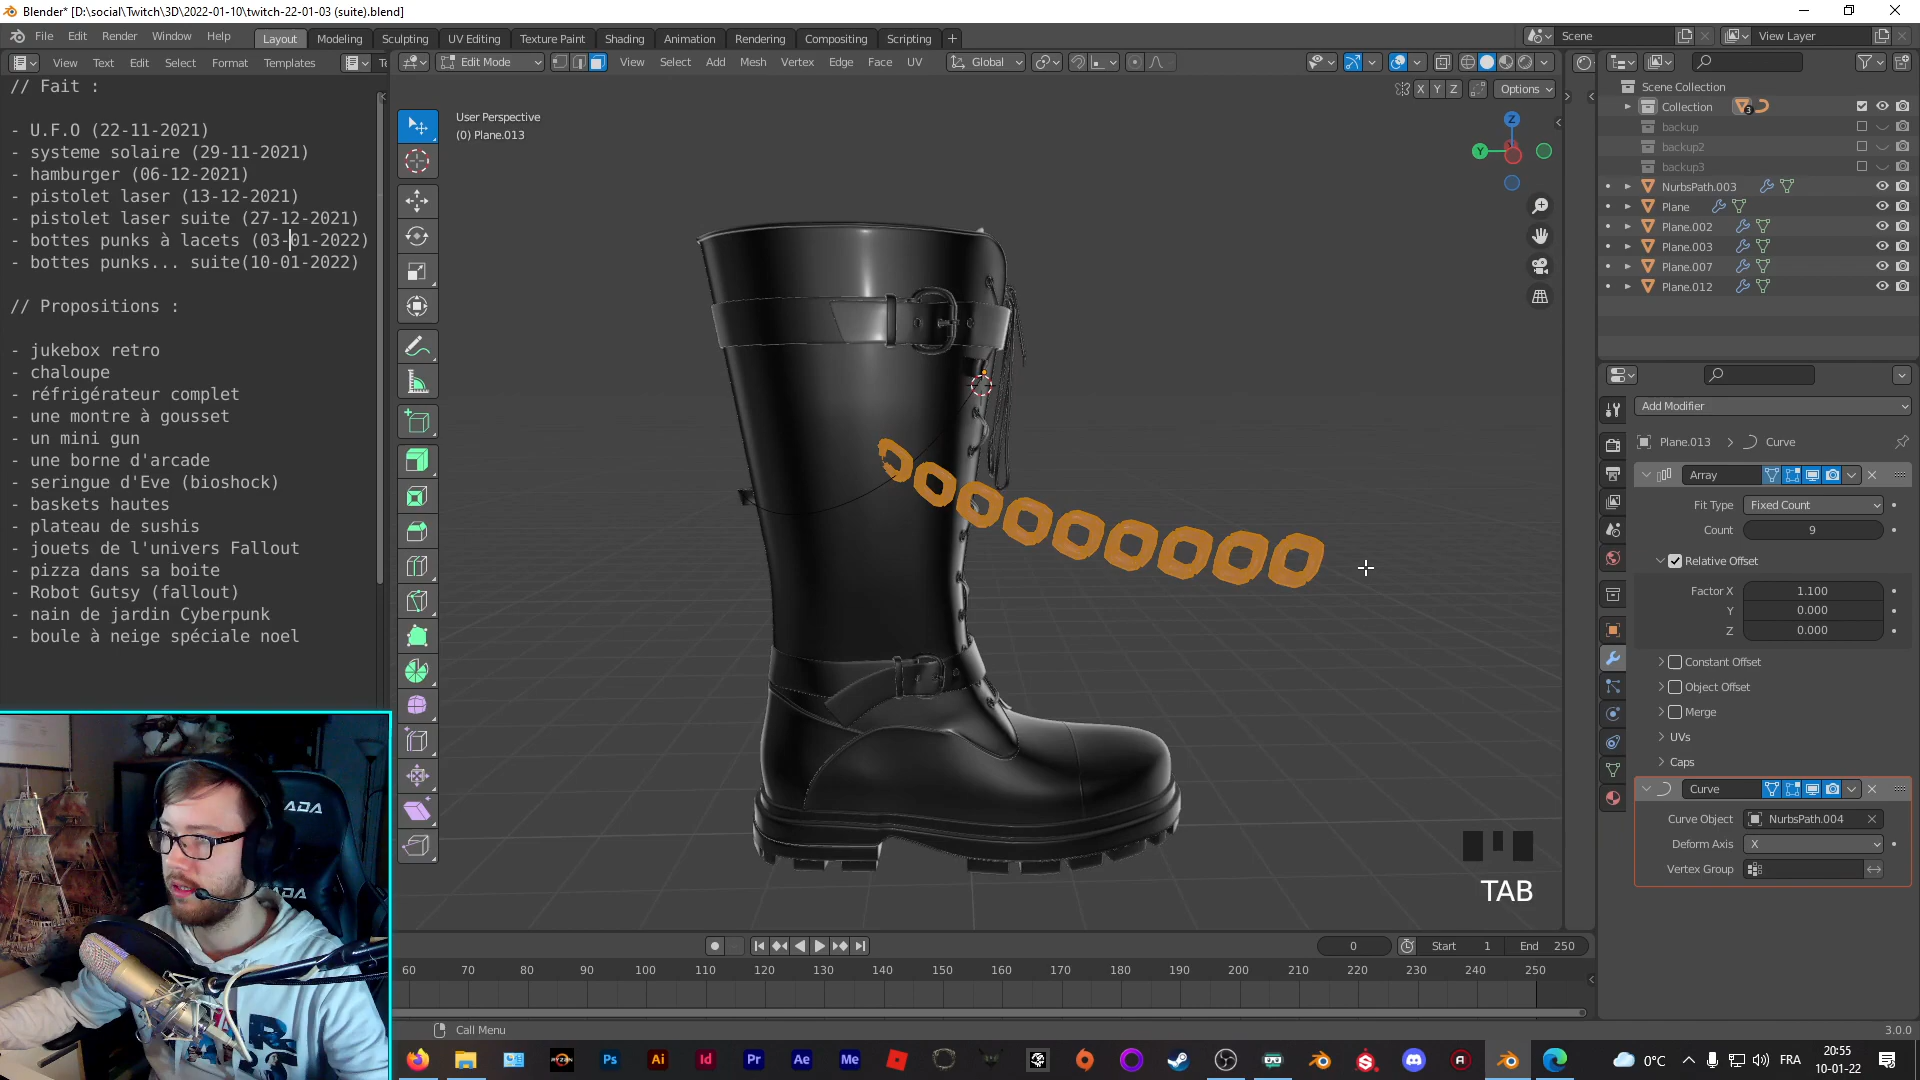 Blender* [D:\social\Twitch\3D\2022-01-10\twitch-22-01-03 (suite).blend]
File Edit Render Window Help Layout Modeling Sculpting UV Editing Texture Paint Shading Animation Rendering Compositing Scripting Scene View Layer
View Text Edit Select Format Templates Edit Mode View Select Add Mesh Vertex Edge Face UV Global
X Y Z Options
// Fait :
- U.F.O (22-11-2021)
- systeme solaire (29-11-2021)
- hamburger (06-12-2021)
- pistolet laser (13-12-2021)
- pistolet laser suite (27-12-2021)
- bottes punks à lacets (03-01-2022)
- bottes punks... suite(10-01-2022)
// Propositions :
- jukebox retro
- chaloupe
- réfrigérateur complet
- une montre à gousset
- un mini gun
- une borne d'arcade
- seringue d'Eve (bioshock)
- baskets hautes
- plateau de sushis
- jouets de l'univers Fallout
- pizza dans sa boite
- Robot Gutsy (fallout)
- nain de jardin Cyberpunk
- boule à neige spéciale noel
User Perspective
(0) Plane.013
Z
Y
Scene Collection
Collection 3
backup
backup2
backup3
NurbsPath.003
Plane
Plane.002
Plane.003
Plane.007
Plane.012
Add Modifier
Plane.013 Curve
Array
Fit Type Fixed Count
Count 9
Relative Offset
Factor X 1.100
Y 0.000
Z 0.000
Constant Offset
Object Offset
Merge
UVs
Caps
Curve
Curve Object NurbsPath.004
Deform Axis X
Vertex Group
TAB
ADA
ADA
0 Start 1 End 250
60 70 80 90 100 110 120 130 140 150 160 170 180 190 200 210 220 230 240 250
Call Menu
3.0.0
RYZEN Ps Ai Id Pr Ae Me
0°C FRA 20:55
10-01-22